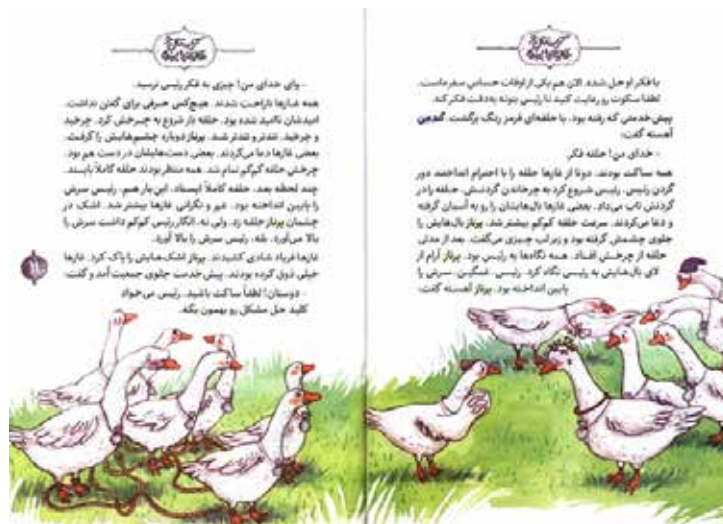 با فکر او حل شده. الان هم یکی از اوقات حساس سفر ماست.
لطفاً سکوت رو رعایت کنید تا رئیس بتونه به‌دقت فکر کنه.
پیش‌خدمتی که رفته بود، با حلقه‌ای قرمز رنگ برگشت.
آهسته گفت:
- خدای من! حلقه فکر.
همه ساکت بودند. دوتا از غازها حلقه را با احترام انداختند دور
گردن رئیس. رئیس شروع کرد به چرخاندن گردنش. حلقه را در
گردنش تاب می‌داد. بعضی غازها بال‌هایشان را رو به آسمان گرفته
و دعا می‌کردند. سرعت حلقه کم‌کم بیشتر شد. پرناز بال‌هایش را
جلوی چشمش گرفته بود و زیر لب چیزی می‌گفت. بعد از مدتی
حلقه از چرخش افتاد. همه نگاه‌ها به رئیس بود. پرناز آرام از
لای بال‌هایش به رئیس نگاه کرد. رئیس، غمگین، سرش را
پایین انداخته بود. پرناز آهسته گفت:
- وای خدای من! چیزی به فکر رئیس نرسید.
همه غازها ناراحت شدند. هیچ‌کس حرفی برای گفتن نداشت.
امیدشان ناامید شده بود. حلقه باز شروع به چرخش کرد. چرخید
و چرخید. تندتر و تندتر شد. پرناز دوباره چشم‌هایش را گرفت.
بعضی غازها دعا می‌کردند. بعضی دست‌هایشان در دست هم بود.
چرخش حلقه کم‌کم تمام شد. همه منتظر بودند حلقه کاملاً بایستد.
چند لحظه بعد، حلقه کاملاً ایستاد. این بار هم، رئیس سرش
را پایین انداخته بود. غم و نگرانی غازها بیشتر شد. اشک در
چشمان پرناز حلقه زد. ولی نه. انگار رئیس کم‌کم داشت سرش را
بالا می‌آورد. بله. رئیس سرش را بالا آورد.
غازها فریاد شادی کشیدند. پرناز اشک‌هایش را پاک کرد. غازها
خیلی ذوق کرده بودند. پیش‌خدمت جلوی جمعیت آمد و گفت:
- دوستان! لطفاً ساکت باشید. رئیس می‌خواد
کلید حل مشکل رو بهمون بگه.